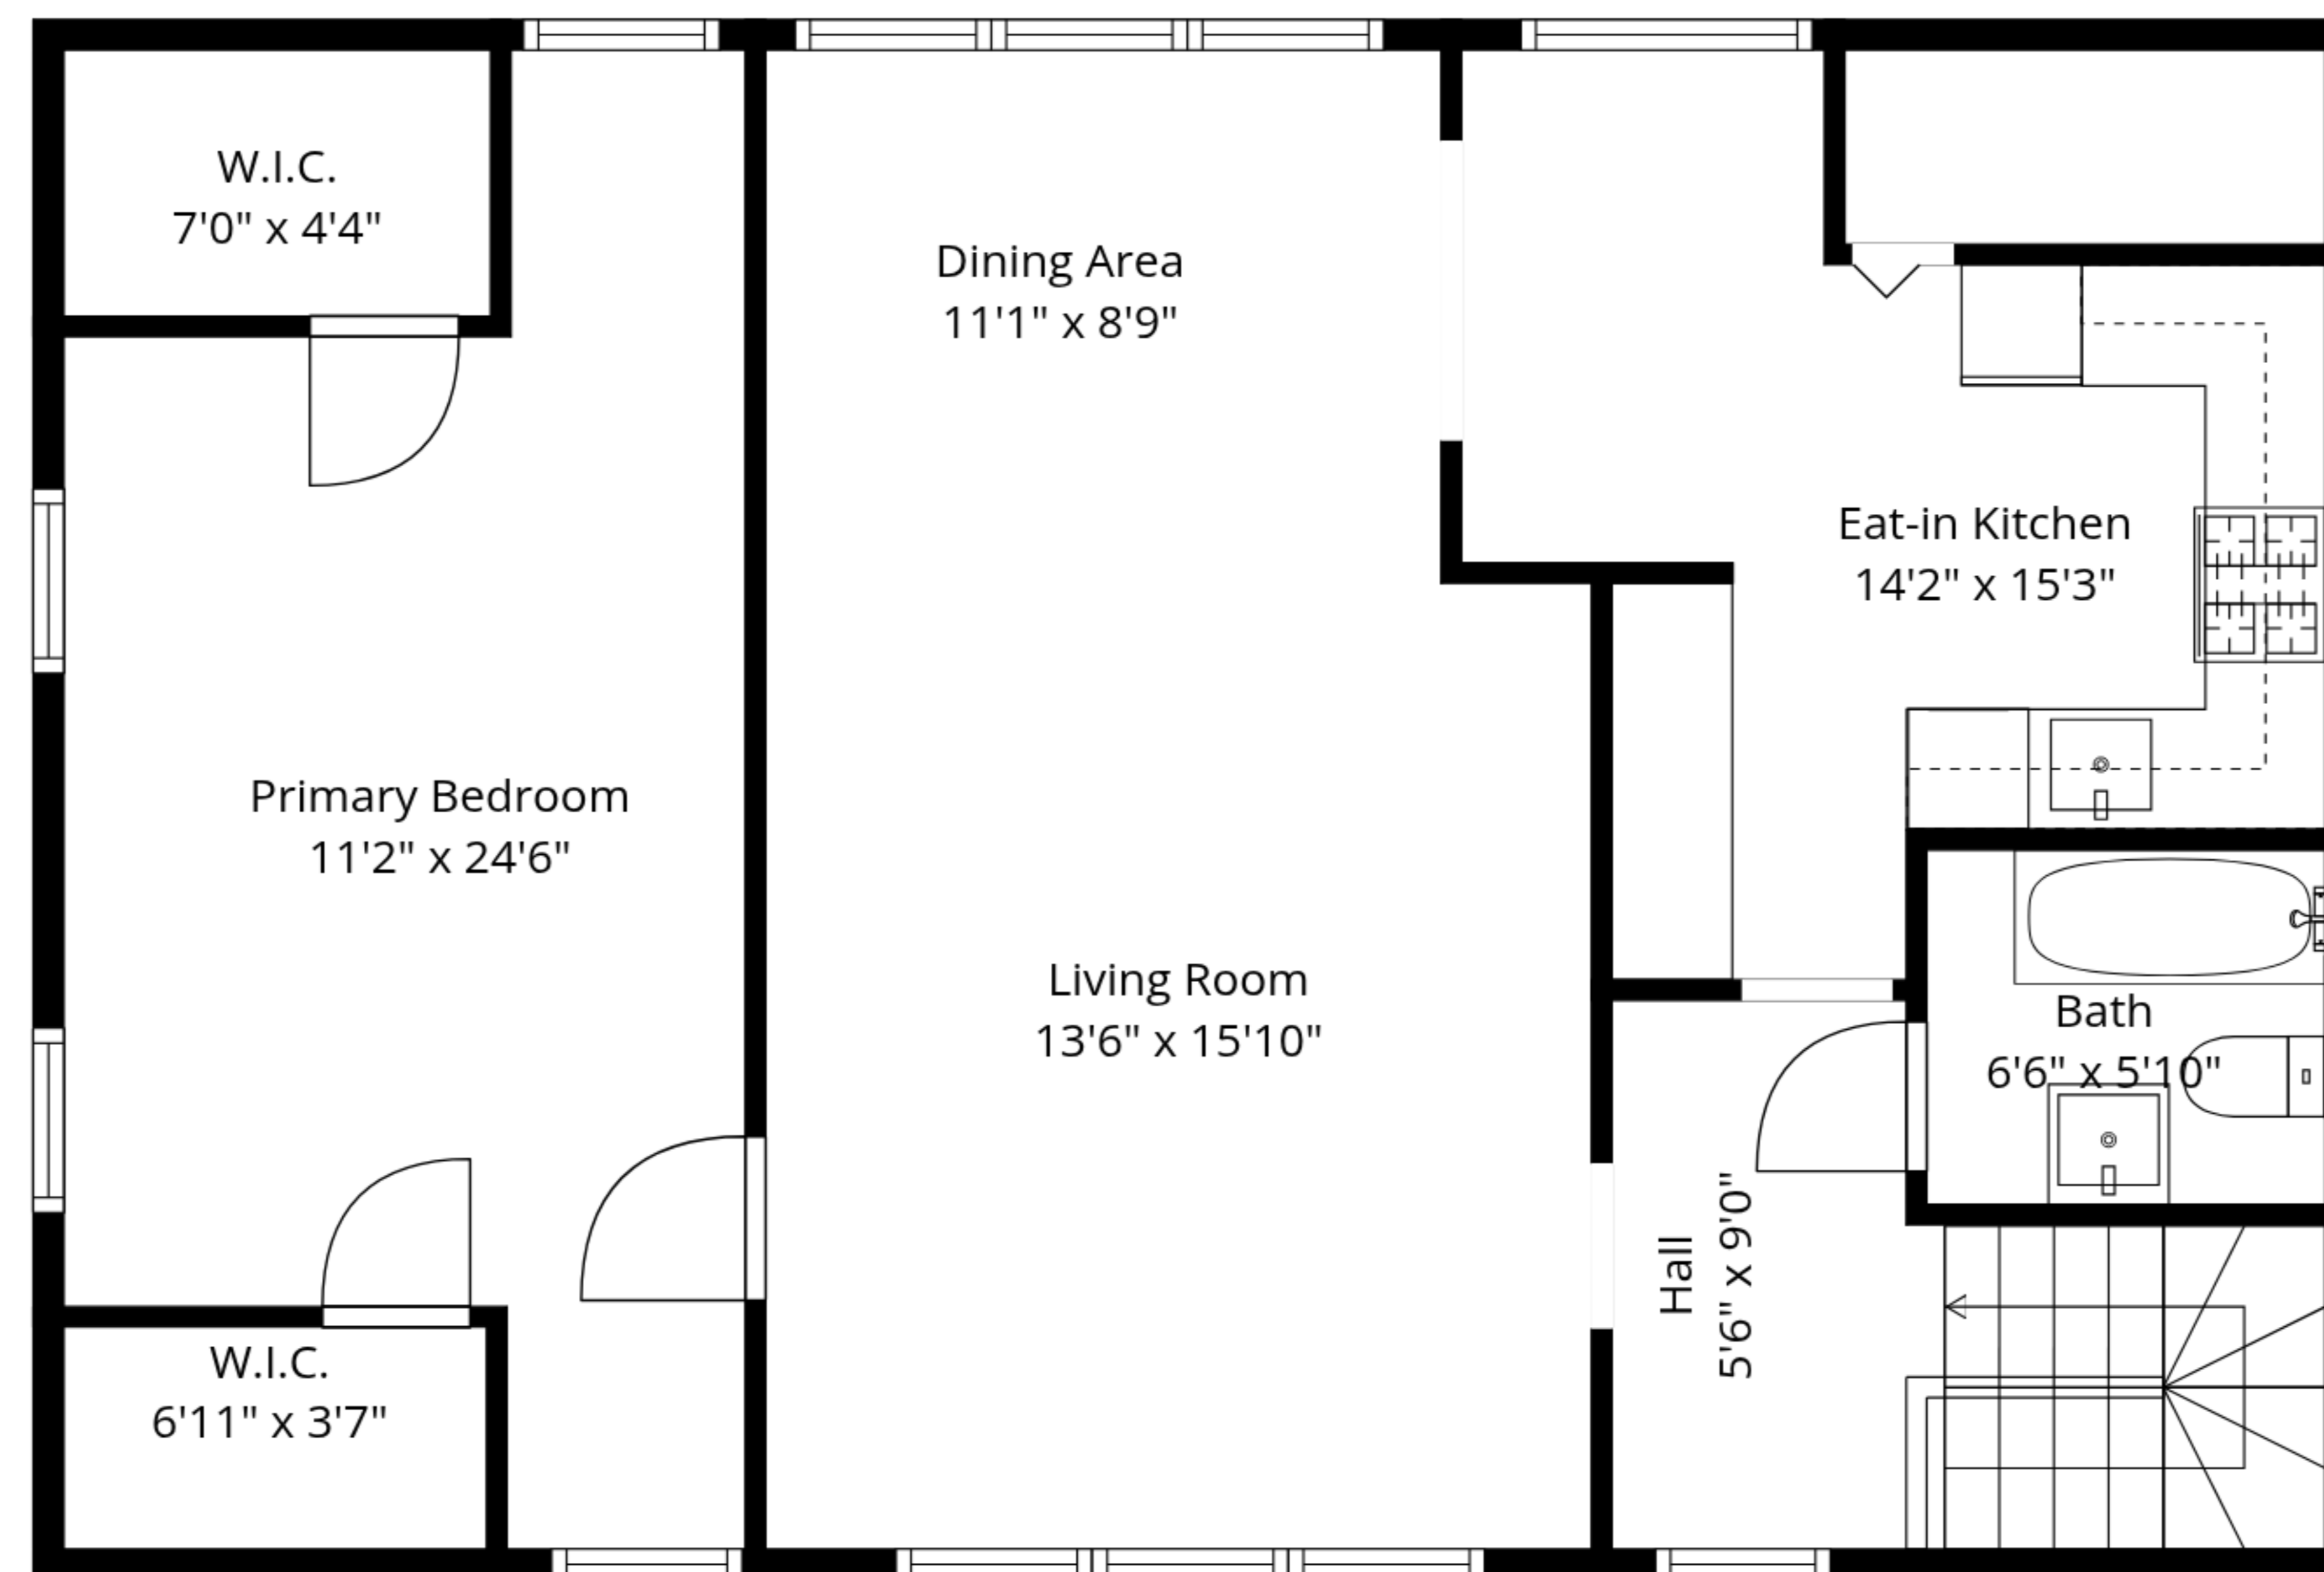 W.I.C.
7'0" x 4'4"
Dining Area
11'1" x 8'9"
Eat-in Kitchen
14'2" x 15'3"
Primary Bedroom
11'2" x 24'6"
Living Room
13'6" x 15'10"
Bath
6'6" x 5'10"
Hall
5'6" x 9'0"
W.I.C.
6'11" x 3'7"